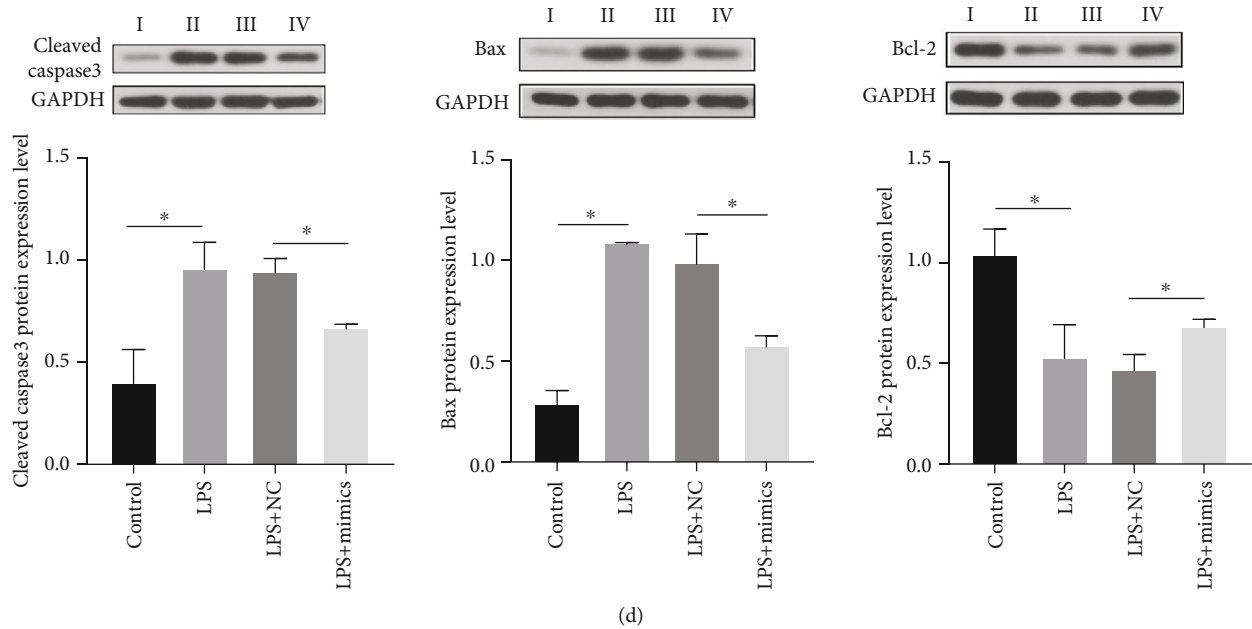 I II III IV
Cleaved
caspase3
GAPDH
Cleaved caspase3 protein expression level
1.5
1.0
0.5
0.0
*
*
Control
LPS
LPS+NC
LPS+mimics
I II III IV
Bax
GAPDH
Bax protein expression level
1.5
1.0
0.5
0.0
*
*
Control
LPS
LPS+NC
LPS+mimics
I II III IV
Bcl-2
GAPDH
Bcl-2 protein expression level
1.5
1.0
0.5
0.0
*
*
Control
LPS
LPS+NC
LPS+mimics
(d)